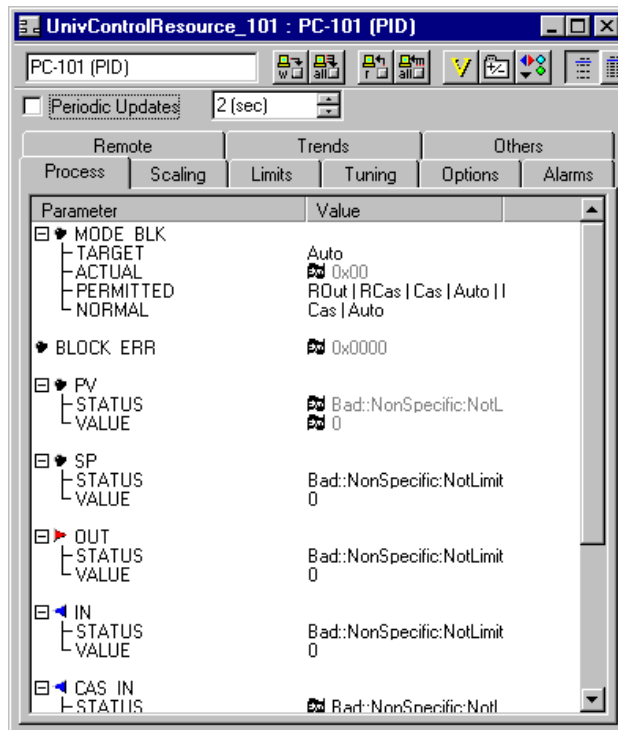 UnivControlResource_101 : PC-101 (PID)
PC-101 (PID)
w all r all
Periodic Updates 2 (sec)
Remote Trends Others
Process Scaling Limits Tuning Options Alarms
Parameter Value
MODE_BLK
TARGET Auto
ACTUAL 0x00
PERMITTED ROut | RCas | Cas | Auto | I
NORMAL Cas | Auto
BLOCK_ERR 0x0000
PV
STATUS Bad::NonSpecific:NotL
VALUE 0
SP
STATUS Bad::NonSpecific:NotLimit
VALUE 0
OUT
STATUS Bad::NonSpecific:NotLimit
VALUE 0
IN
STATUS Bad::NonSpecific:NotLimit
VALUE 0
CAS_IN
STATUS Bad::NonSpecific:NotL